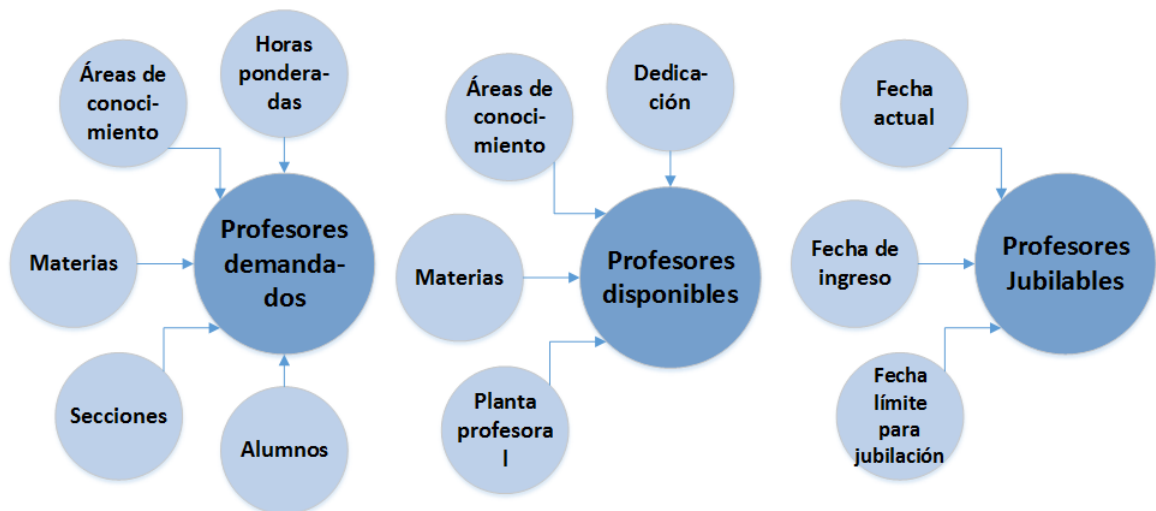 Áreas de
conoci-
miento
Horas
pondera-
das
Materias
Profesores
demanda-
dos
Secciones
Alumnos
Áreas de
conoci-
miento
Dedica-
ción
Materias
Profesores
disponibles
Planta
profesora
l
Fecha
actual
Fecha de
ingreso
Profesores
Jubilables
Fecha
límite
para
jubilación